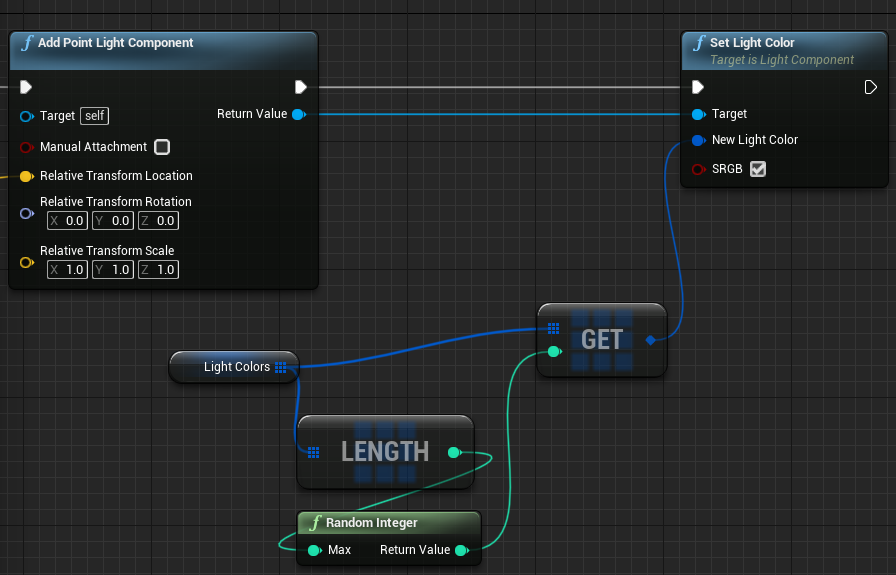 Add Point Light Component
Target self
Return Value
Manual Attachment
Relative Transform Location
Relative Transform Rotation
X 0.0 Y 0.0 Z 0.0
Relative Transform Scale
X 1.0 Y 1.0 Z 1.0
Set Light Color
Target is Light Component
Target
New Light Color
SRGB
GET
Light Colors
LENGTH
Random Integer
Max
Return Value